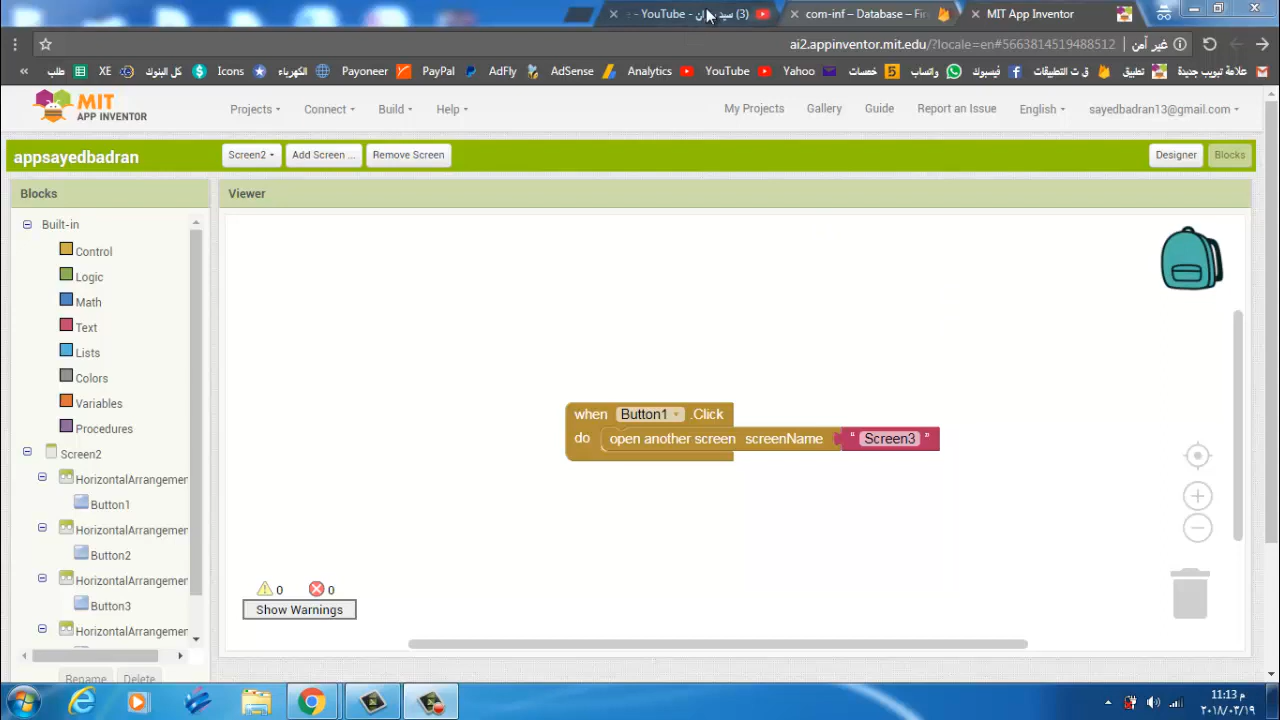 - YouTube - (3)
com-inf – Database – Fir
MIT App Inventor
ai2.appinventor.mit.edu/?locale=en#5663814519488512
غير آمن
« طلب XE كل البنوك Icons الكهرباء Payoneer PayPal AdFly AdSense Analytics YouTube Yahoo خمسات واتساب فيسبوك ق ت التطبيقات تطبيق علامة تبويب جديدة
MIT
APP INVENTOR
Projects Connect Build Help My Projects Gallery Guide Report an Issue English sayedbadran13@gmail.com
appsayedbadran Screen2 Add Screen ... Remove Screen Designer Blocks
Blocks Viewer
Built-in
Control
Logic
Math
Text
Lists
Colors
Variables
Procedures
Screen2
HorizontalArrangemer
Button1
HorizontalArrangemer
Button2
HorizontalArrangemer
Button3
HorizontalArrangemer
Rename Delete
when Button1 .Click
do open another screen screenName " Screen3 "
0 0
Show Warnings
11:13 م
٢٠١٨/٠٣/١٩